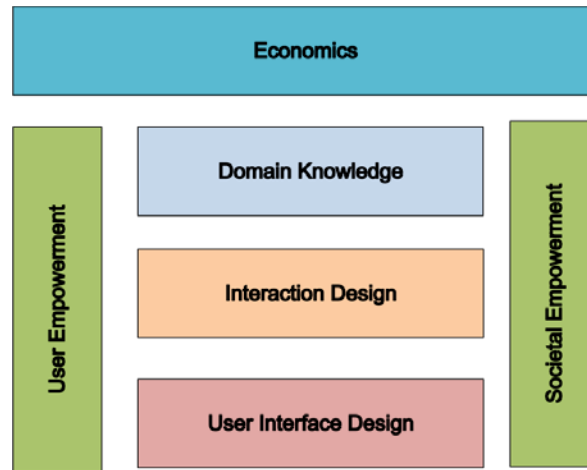 Economics
User Empowerment
Domain Knowledge
Interaction Design
User Interface Design
Societal Empowerment